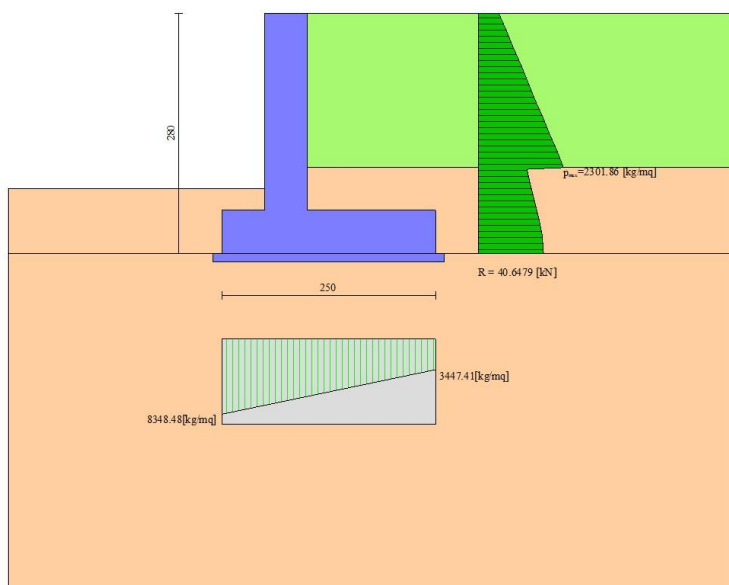 280
pmax=2301.86 [kg/mq]
R = 40.6479 [kN]
250
3447.41[kg/mq]
8348.48[kg/mq]